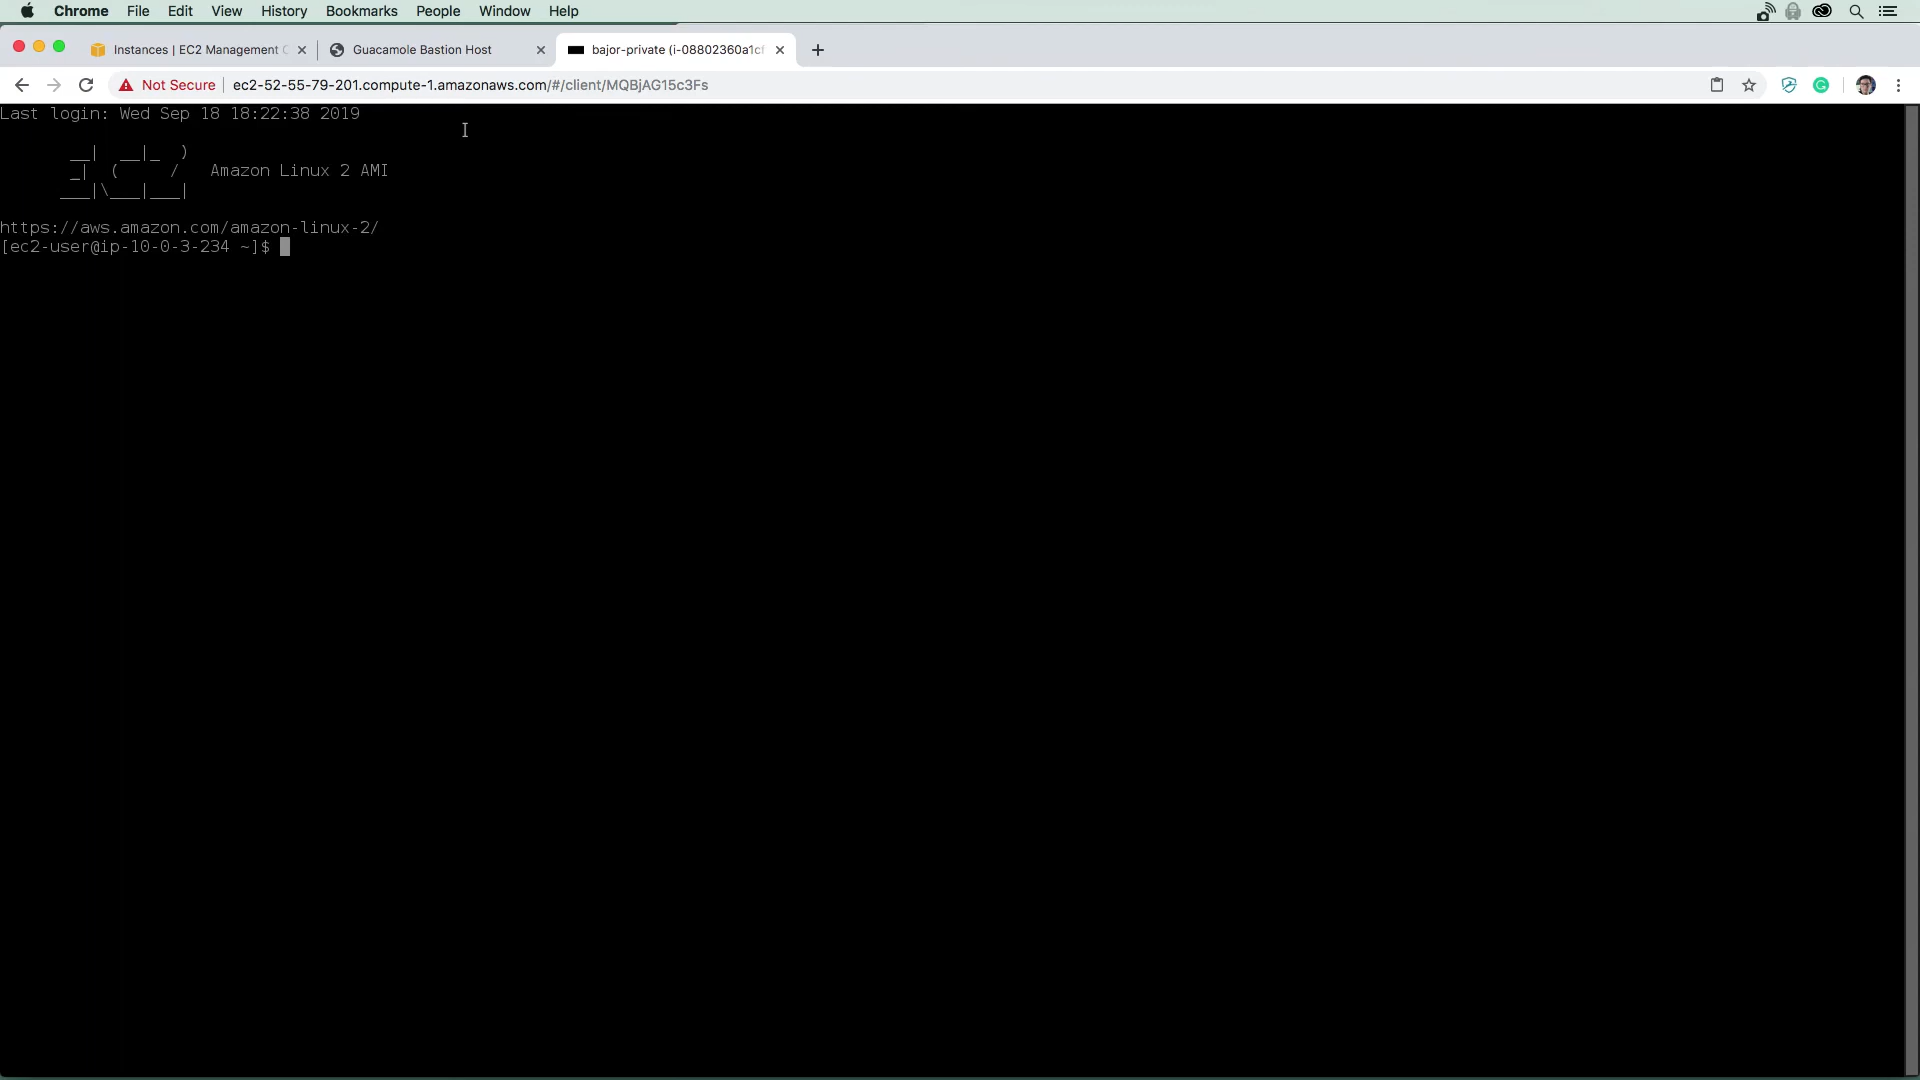 Chrome File Edit View History Bookmarks People Window Help
Instances | EC2 Management C
Guacamole Bastion Host
bajor-private (i-08802360a1cf
Not Secure
ec2-52-55-79-201.compute-1.amazonaws.com/#/client/MQBjAG15c3Fs
Last login: Wed Sep 18 18:22:38 2019
__|  __|_  )
_|  (     /   Amazon Linux 2 AMI
___|\___|___|
https://aws.amazon.com/amazon-linux-2/
[ec2-user@ip-10-0-3-234 ~]$